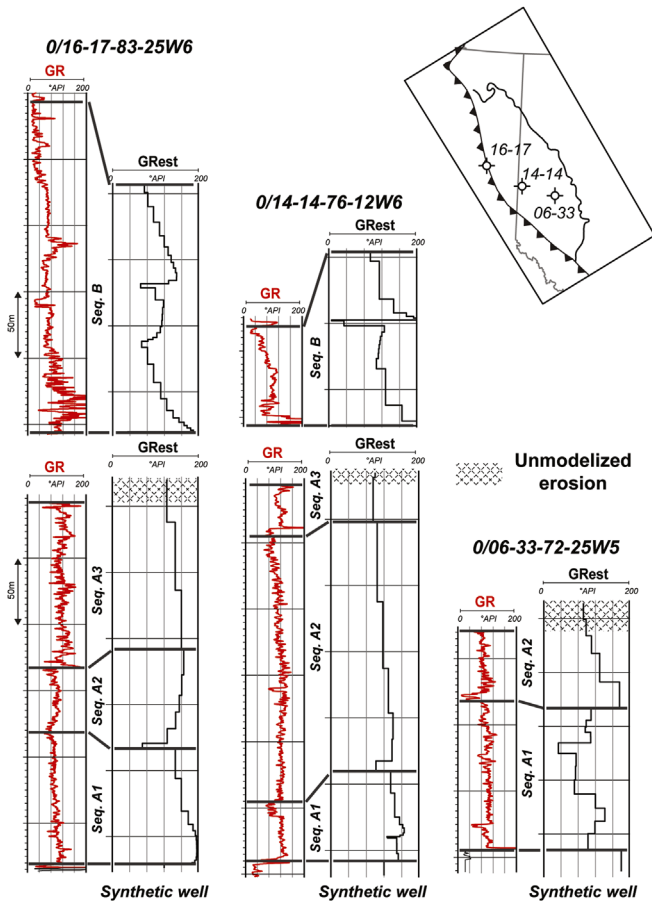 0/16-17-83-25W6
GR
0 °API 200
GRest
0 200
°API
Seq. B
50m
16-17
14-14
06-33
0/14-14-76-12W6
GRest
0 200
°API
GR
0 °API 200
Seq. B
GR
0 200
°API
GRest
0 200
°API
Seq. A3
Seq. A2
Seq. A1
50m
Synthetic well
GR
0 200
°API
GRest
0 200
°API
Seq. A3
Seq. A2
Seq. A1
Synthetic well
Unmodelized
erosion
0/06-33-72-25W5
GRest
0 200
°API
GR
0 200
°API
Seq. A2
Seq. A1
Synthetic well